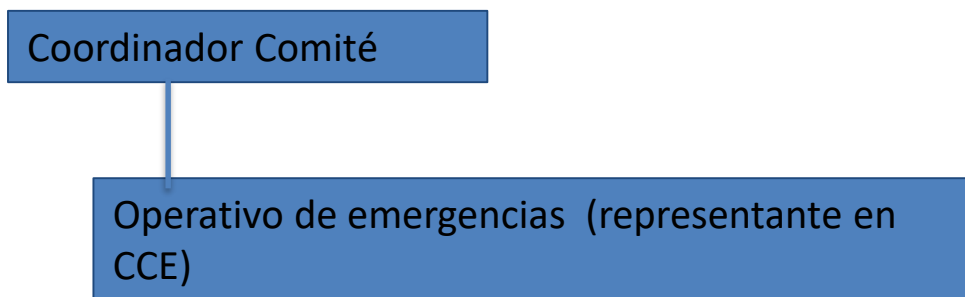 Coordinador Comité
Operativo de emergencias  (representante en
CCE)